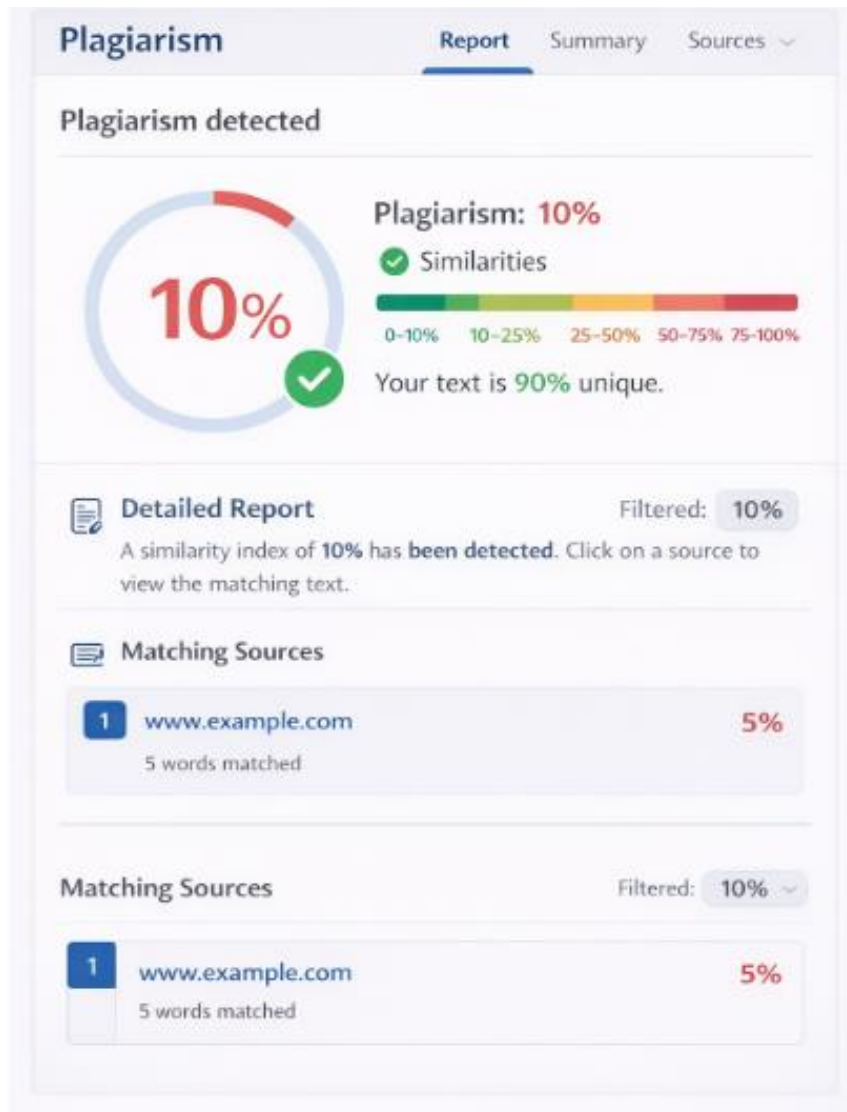 Plagiarism Report Summary Sources
Plagiarism detected
10%
Plagiarism: 10%
Similarities
0-10% 10-25% 25-50% 50-75% 75-100%
Your text is 90% unique.
Detailed Report Filtered: 10%
A similarity index of 10% has been detected. Click on a source to
view the matching text.
Matching Sources
1 www.example.com 5%
5 words matched
Matching Sources Filtered: 10%
1 www.example.com 5%
5 words matched